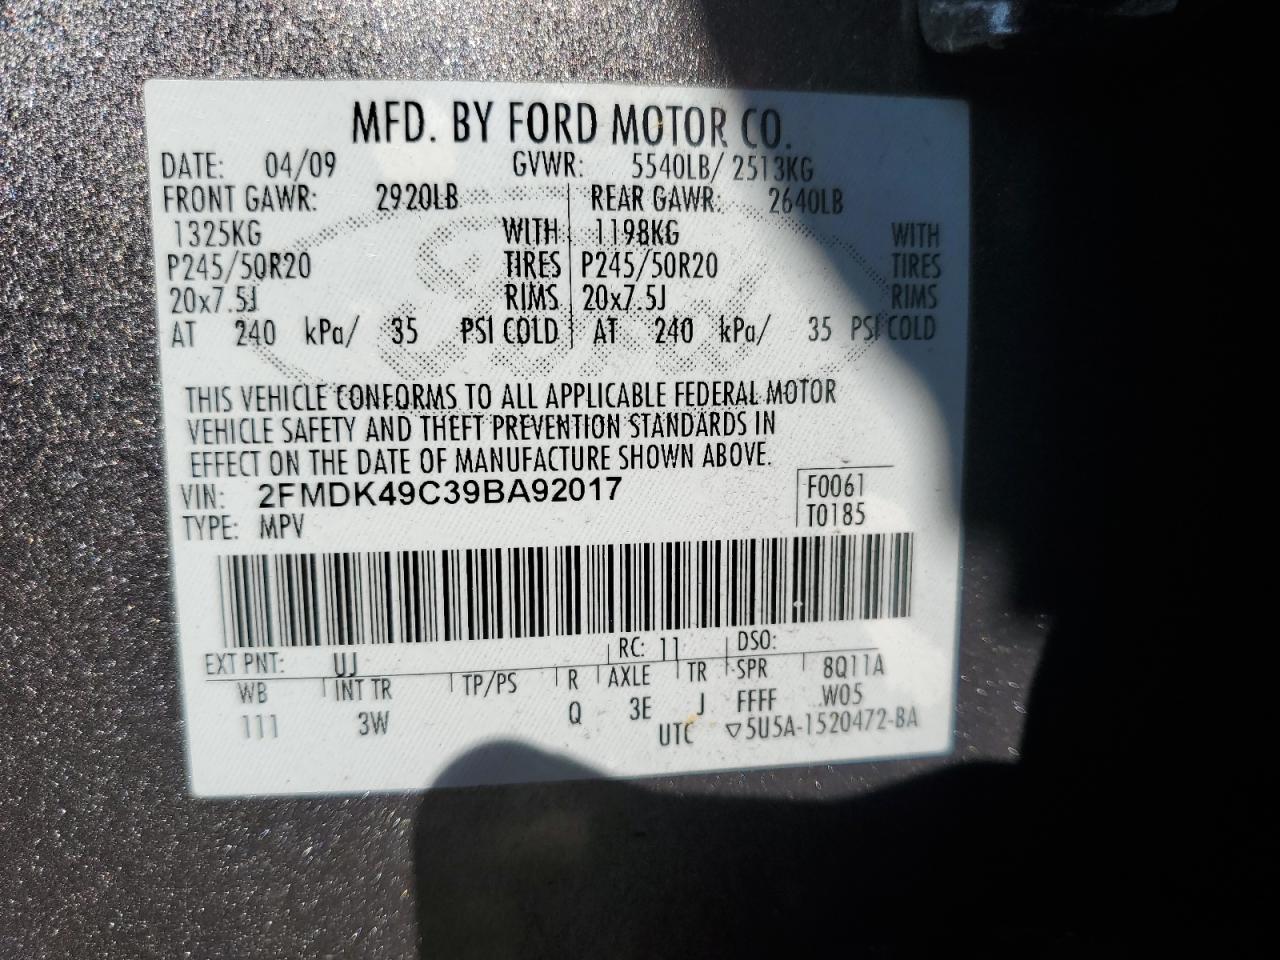 MFD. BY FORD MOTOR CO.
DATE: 04/09 GVWR: 5540LB/ 2513KG
FRONT GAWR: 2920LB REAR GAWR: 2640LB
1325KG WITH 1198KG WITH
P245/50R20 TIRES P245/50R20 TIRES
20x7.5J RIMS 20x7.5J RIMS
AT 240 kPa/ 35 PSI COLD AT 240 kPa/ 35 PSI COLD
THIS VEHICLE CONFORMS TO ALL APPLICABLE FEDERAL MOTOR
VEHICLE SAFETY AND THEFT PREVENTION STANDARDS IN
EFFECT ON THE DATE OF MANUFACTURE SHOWN ABOVE.
VIN: 2FMDK49C39BA92017 F0061
TYPE: MPV T0185
EXT PNT: UJ RC: 11 DSO:
WB INT TR TP/PS R AXLE TR SPR 8Q11A
111 3W Q 3E J FFFF W05
UTC ▽5U5A-1520472-BA